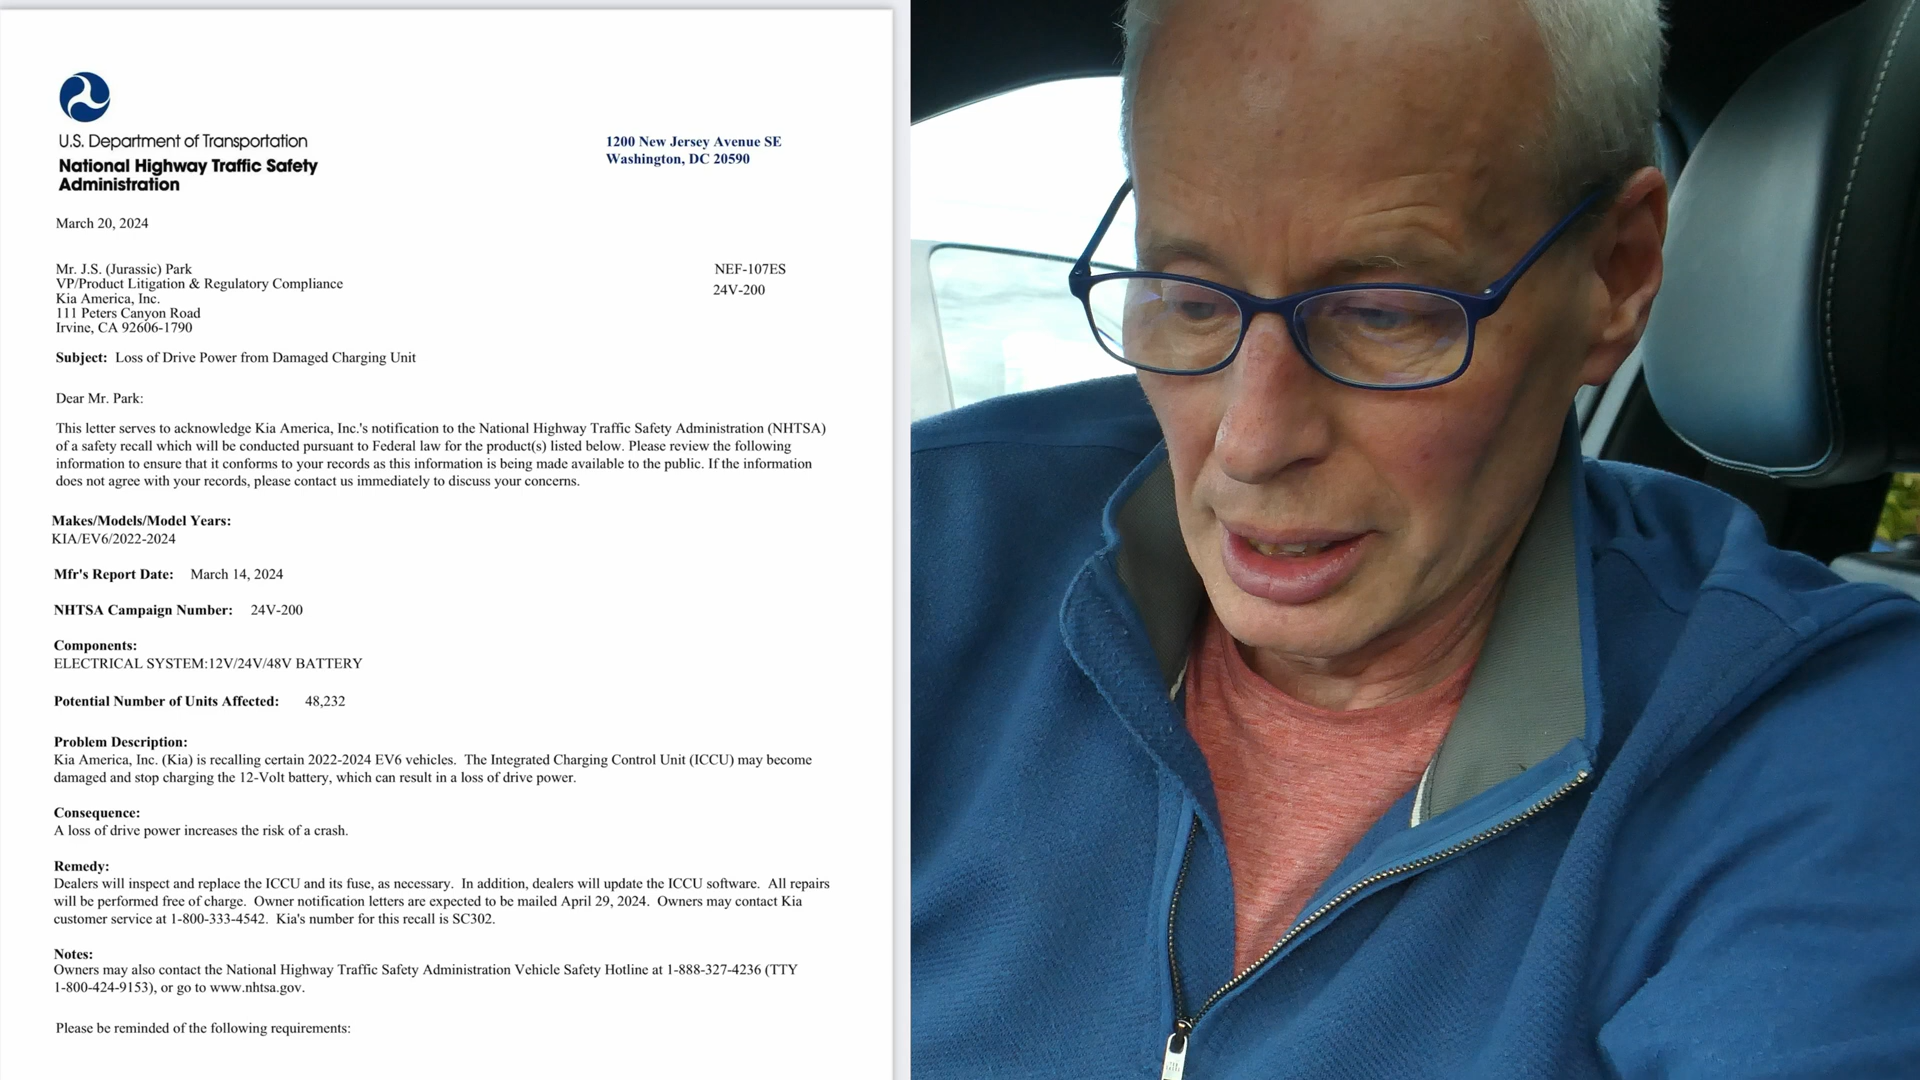 U.S. Department of Transportation
National Highway Traffic Safety
Administration
1200 New Jersey Avenue SE
Washington, DC 20590
March 20, 2024
Mr. J.S. (Jurassic) Park
VP/Product Litigation & Regulatory Compliance
Kia America, Inc.
111 Peters Canyon Road
Irvine, CA 92606-1790
NEF-107ES
24V-200
Subject: Loss of Drive Power from Damaged Charging Unit
Dear Mr. Park:
This letter serves to acknowledge Kia America, Inc.'s notification to the National Highway Traffic Safety Administration (NHTSA)
of a safety recall which will be conducted pursuant to Federal law for the product(s) listed below. Please review the following
information to ensure that it conforms to your records as this information is being made available to the public. If the information
does not agree with your records, please contact us immediately to discuss your concerns.
Makes/Models/Model Years:
KIA/EV6/2022-2024
Mfr's Report Date: March 14, 2024
NHTSA Campaign Number: 24V-200
Components:
ELECTRICAL SYSTEM:12V/24V/48V BATTERY
Potential Number of Units Affected: 48,232
Problem Description:
Kia America, Inc. (Kia) is recalling certain 2022-2024 EV6 vehicles. The Integrated Charging Control Unit (ICCU) may become
damaged and stop charging the 12-Volt battery, which can result in a loss of drive power.
Consequence:
A loss of drive power increases the risk of a crash.
Remedy:
Dealers will inspect and replace the ICCU and its fuse, as necessary. In addition, dealers will update the ICCU software. All repairs
will be performed free of charge. Owner notification letters are expected to be mailed April 29, 2024. Owners may contact Kia
customer service at 1-800-333-4542. Kia's number for this recall is SC302.
Notes:
Owners may also contact the National Highway Traffic Safety Administration Vehicle Safety Hotline at 1-888-327-4236 (TTY
1-800-424-9153), or go to www.nhtsa.gov.
Please be reminded of the following requirements: